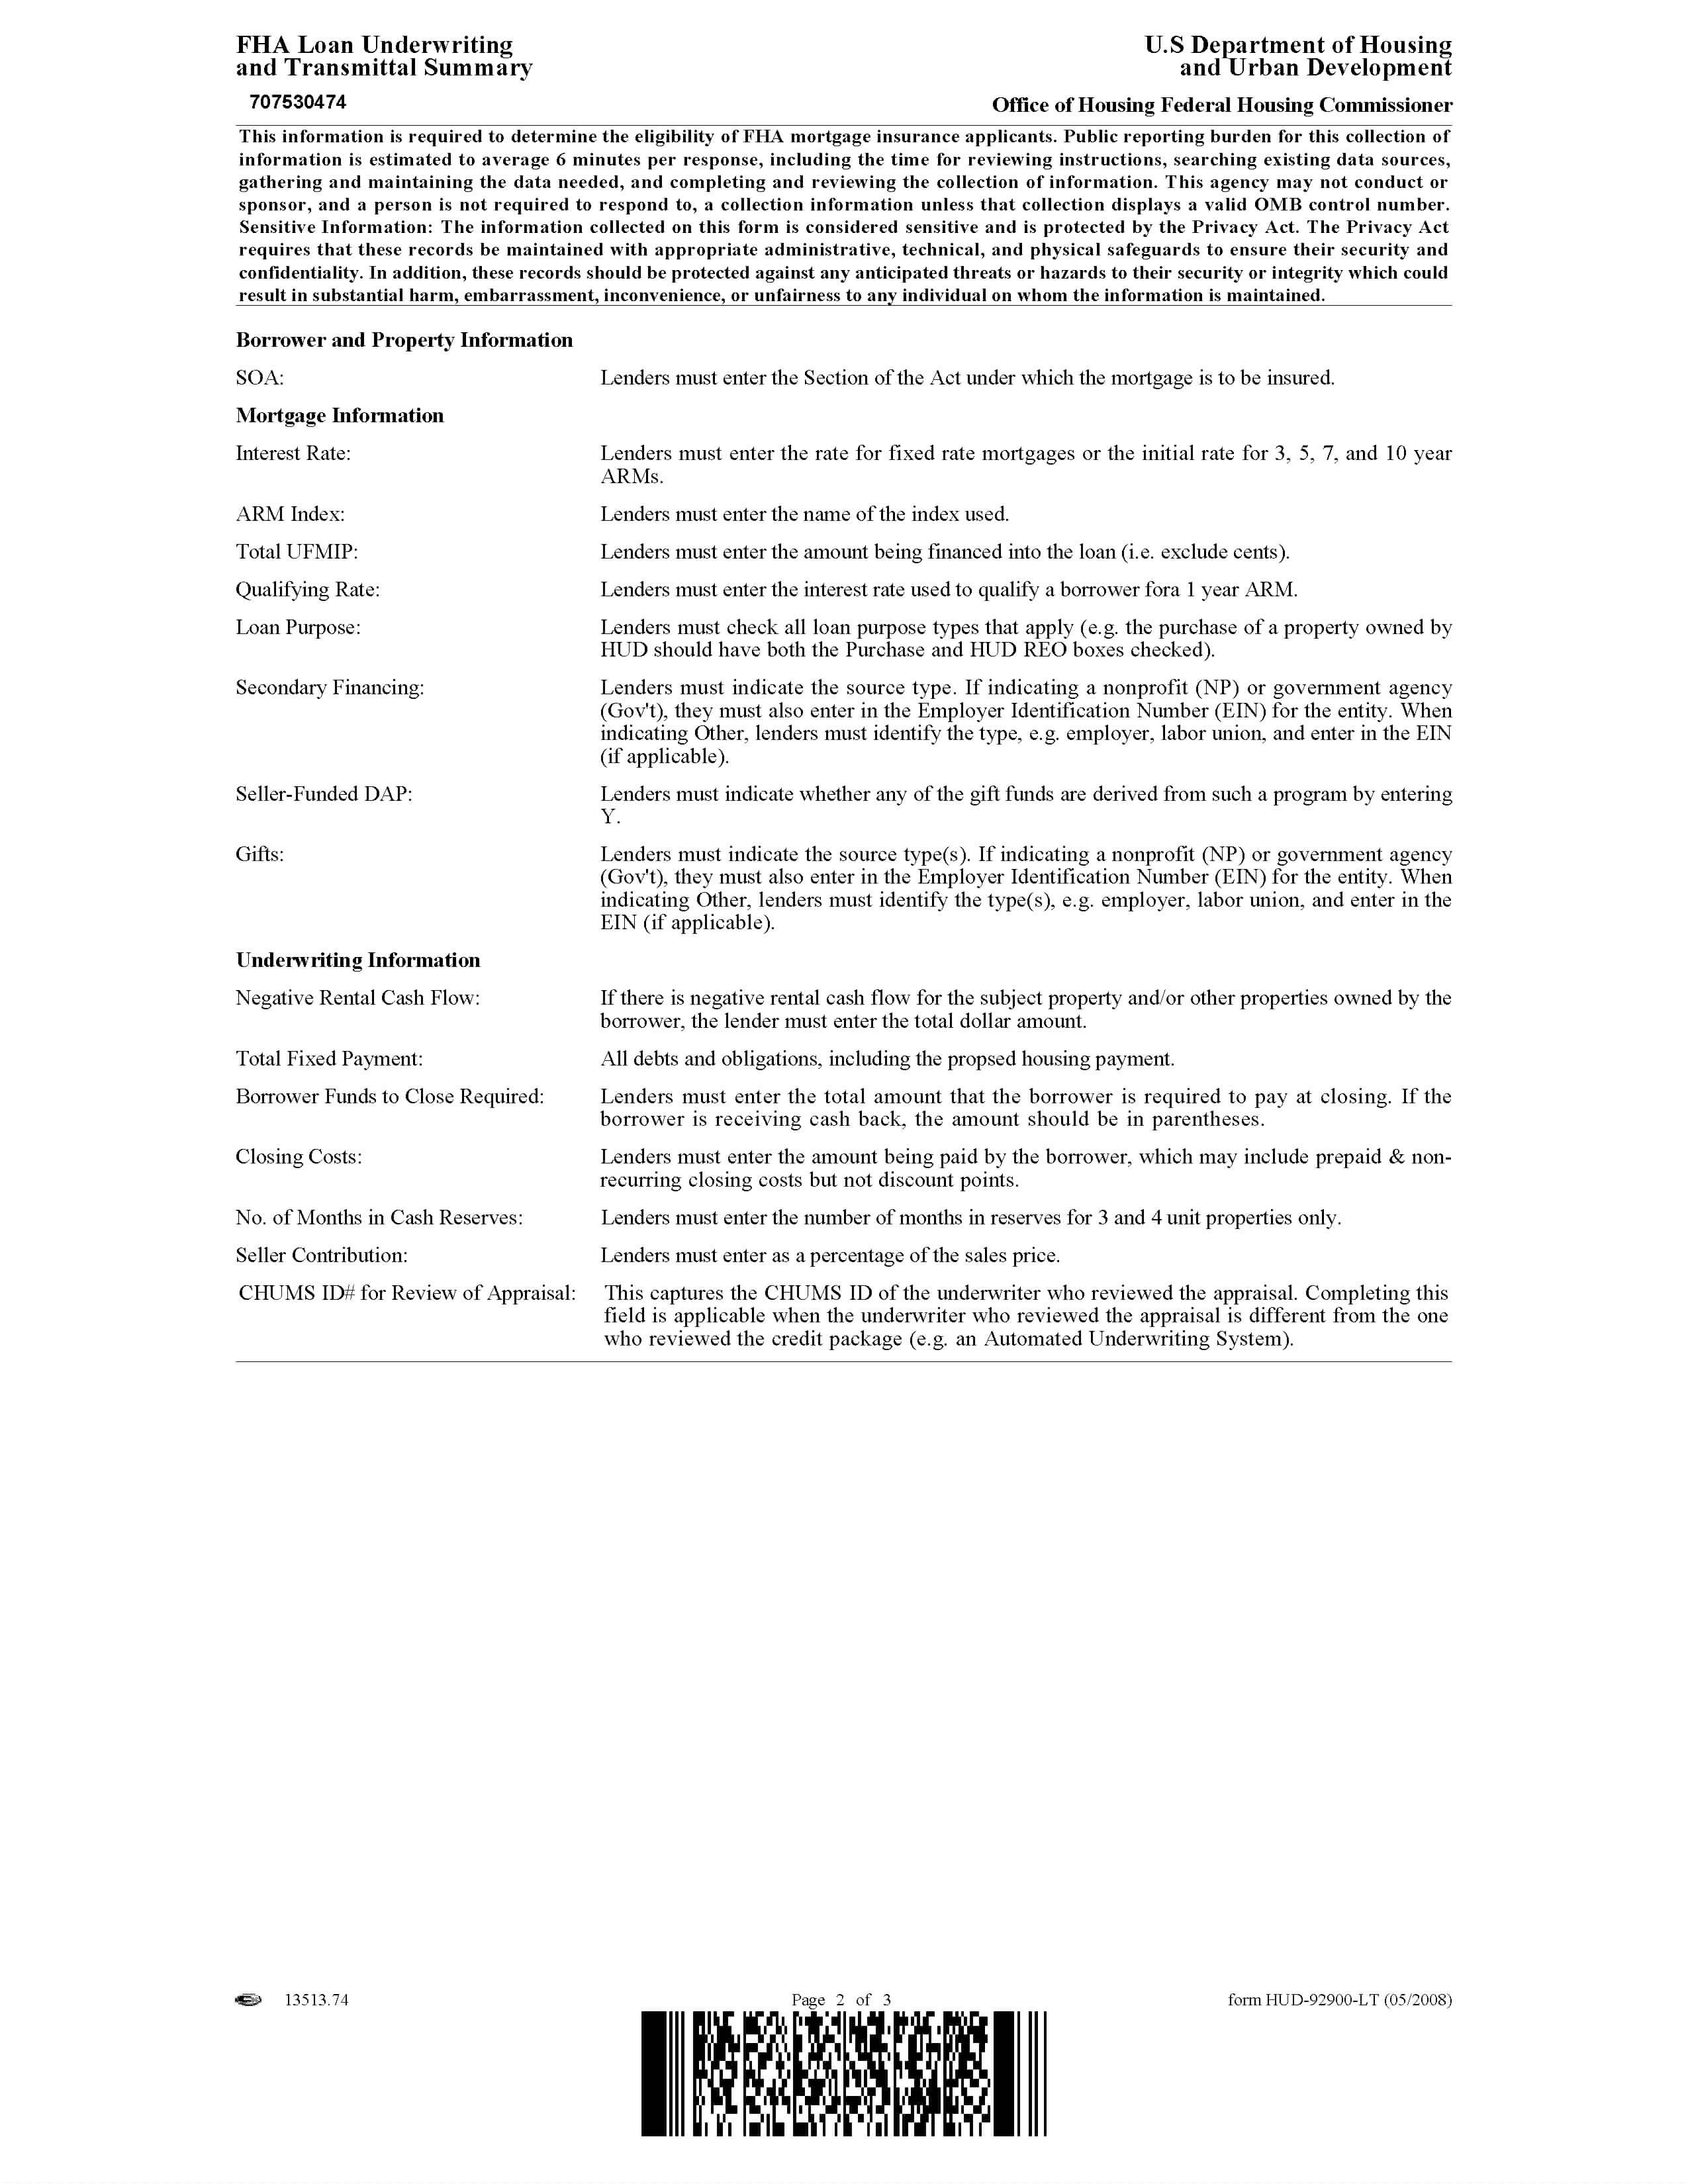 FHA Loan Underwriting
and Transmittal Summary
U.S Department of Housing
and Urban Development
707530474
Office of Housing Federal Housing Commissioner
This information is required to determine the eligibility of FHA mortgage insurance applicants. Public reporting burden for this collection of
information is estimated to average 6 minutes per response, including the time for reviewing instructions, searching existing data sources,
gathering and maintaining the data needed, and completing and reviewing the collection of information. This agency may not conduct or
sponsor, and a person is not required to respond to, a collection information unless that collection displays a valid OMB control number.
Sensitive Information: The information collected on this form is considered sensitive and is protected by the Privacy Act. The Privacy Act
requires that these records be maintained with appropriate administrative, technical, and physical safeguards to ensure their security and
confidentiality. In addition, these records should be protected against any anticipated threats or hazards to their security or integrity which could
result in substantial harm, embarrassment, inconvenience, or unfairness to any individual on whom the information is maintained.
Borrower and Property Information
SOA: Lenders must enter the Section of the Act under which the mortgage is to be insured.
Mortgage Information
Interest Rate: Lenders must enter the rate for fixed rate mortgages or the initial rate for 3, 5, 7, and 10 year
ARMs.
ARM Index: Lenders must enter the name of the index used.
Total UFMIP: Lenders must enter the amount being financed into the loan (i.e. exclude cents).
Qualifying Rate: Lenders must enter the interest rate used to qualify a borrower fora 1 year ARM.
Loan Purpose: Lenders must check all loan purpose types that apply (e.g. the purchase of a property owned by
HUD should have both the Purchase and HUD REO boxes checked).
Secondary Financing: Lenders must indicate the source type. If indicating a nonprofit (NP) or government agency
(Gov't), they must also enter in the Employer Identification Number (EIN) for the entity. When
indicating Other, lenders must identify the type, e.g. employer, labor union, and enter in the EIN
(if applicable).
Seller-Funded DAP: Lenders must indicate whether any of the gift funds are derived from such a program by entering
Y.
Gifts: Lenders must indicate the source type(s). If indicating a nonprofit (NP) or government agency
(Gov't), they must also enter in the Employer Identification Number (EIN) for the entity. When
indicating Other, lenders must identify the type(s), e.g. employer, labor union, and enter in the
EIN (if applicable).
Underwriting Information
Negative Rental Cash Flow: If there is negative rental cash flow for the subject property and/or other properties owned by the
borrower, the lender must enter the total dollar amount.
Total Fixed Payment: All debts and obligations, including the propsed housing payment.
Borrower Funds to Close Required: Lenders must enter the total amount that the borrower is required to pay at closing. If the
borrower is receiving cash back, the amount should be in parentheses.
Closing Costs: Lenders must enter the amount being paid by the borrower, which may include prepaid & non-
recurring closing costs but not discount points.
No. of Months in Cash Reserves: Lenders must enter the number of months in reserves for 3 and 4 unit properties only.
Seller Contribution: Lenders must enter as a percentage of the sales price.
CHUMS ID# for Review of Appraisal: This captures the CHUMS ID of the underwriter who reviewed the appraisal. Completing this
field is applicable when the underwriter who reviewed the appraisal is different from the one
who reviewed the credit package (e.g. an Automated Underwriting System).
13513.74 Page 2 of 3 form HUD-92900-LT (05/2008)